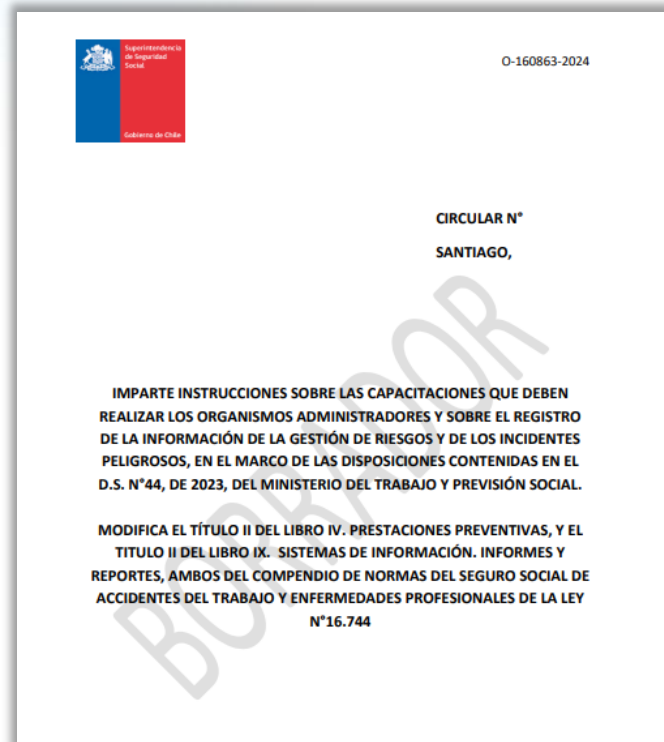 Superintendencia
de Seguridad
Social
Gobierno de Chile
O-160863-2024
CIRCULAR N°
SANTIAGO,
IMPARTE INSTRUCCIONES SOBRE LAS CAPACITACIONES QUE DEBEN
REALIZAR LOS ORGANISMOS ADMINISTRADORES Y SOBRE EL REGISTRO
DE LA INFORMACIÓN DE LA GESTIÓN DE RIESGOS Y DE LOS INCIDENTES
PELIGROSOS, EN EL MARCO DE LAS DISPOSICIONES CONTENIDAS EN EL
D.S. N°44, DE 2023, DEL MINISTERIO DEL TRABAJO Y PREVISIÓN SOCIAL.
MODIFICA EL TÍTULO II DEL LIBRO IV. PRESTACIONES PREVENTIVAS, Y EL
TITULO II DEL LIBRO IX. SISTEMAS DE INFORMACIÓN. INFORMES Y
REPORTES, AMBOS DEL COMPENDIO DE NORMAS DEL SEGURO SOCIAL DE
ACCIDENTES DEL TRABAJO Y ENFERMEDADES PROFESIONALES DE LA LEY
N°16.744
BORRADOR